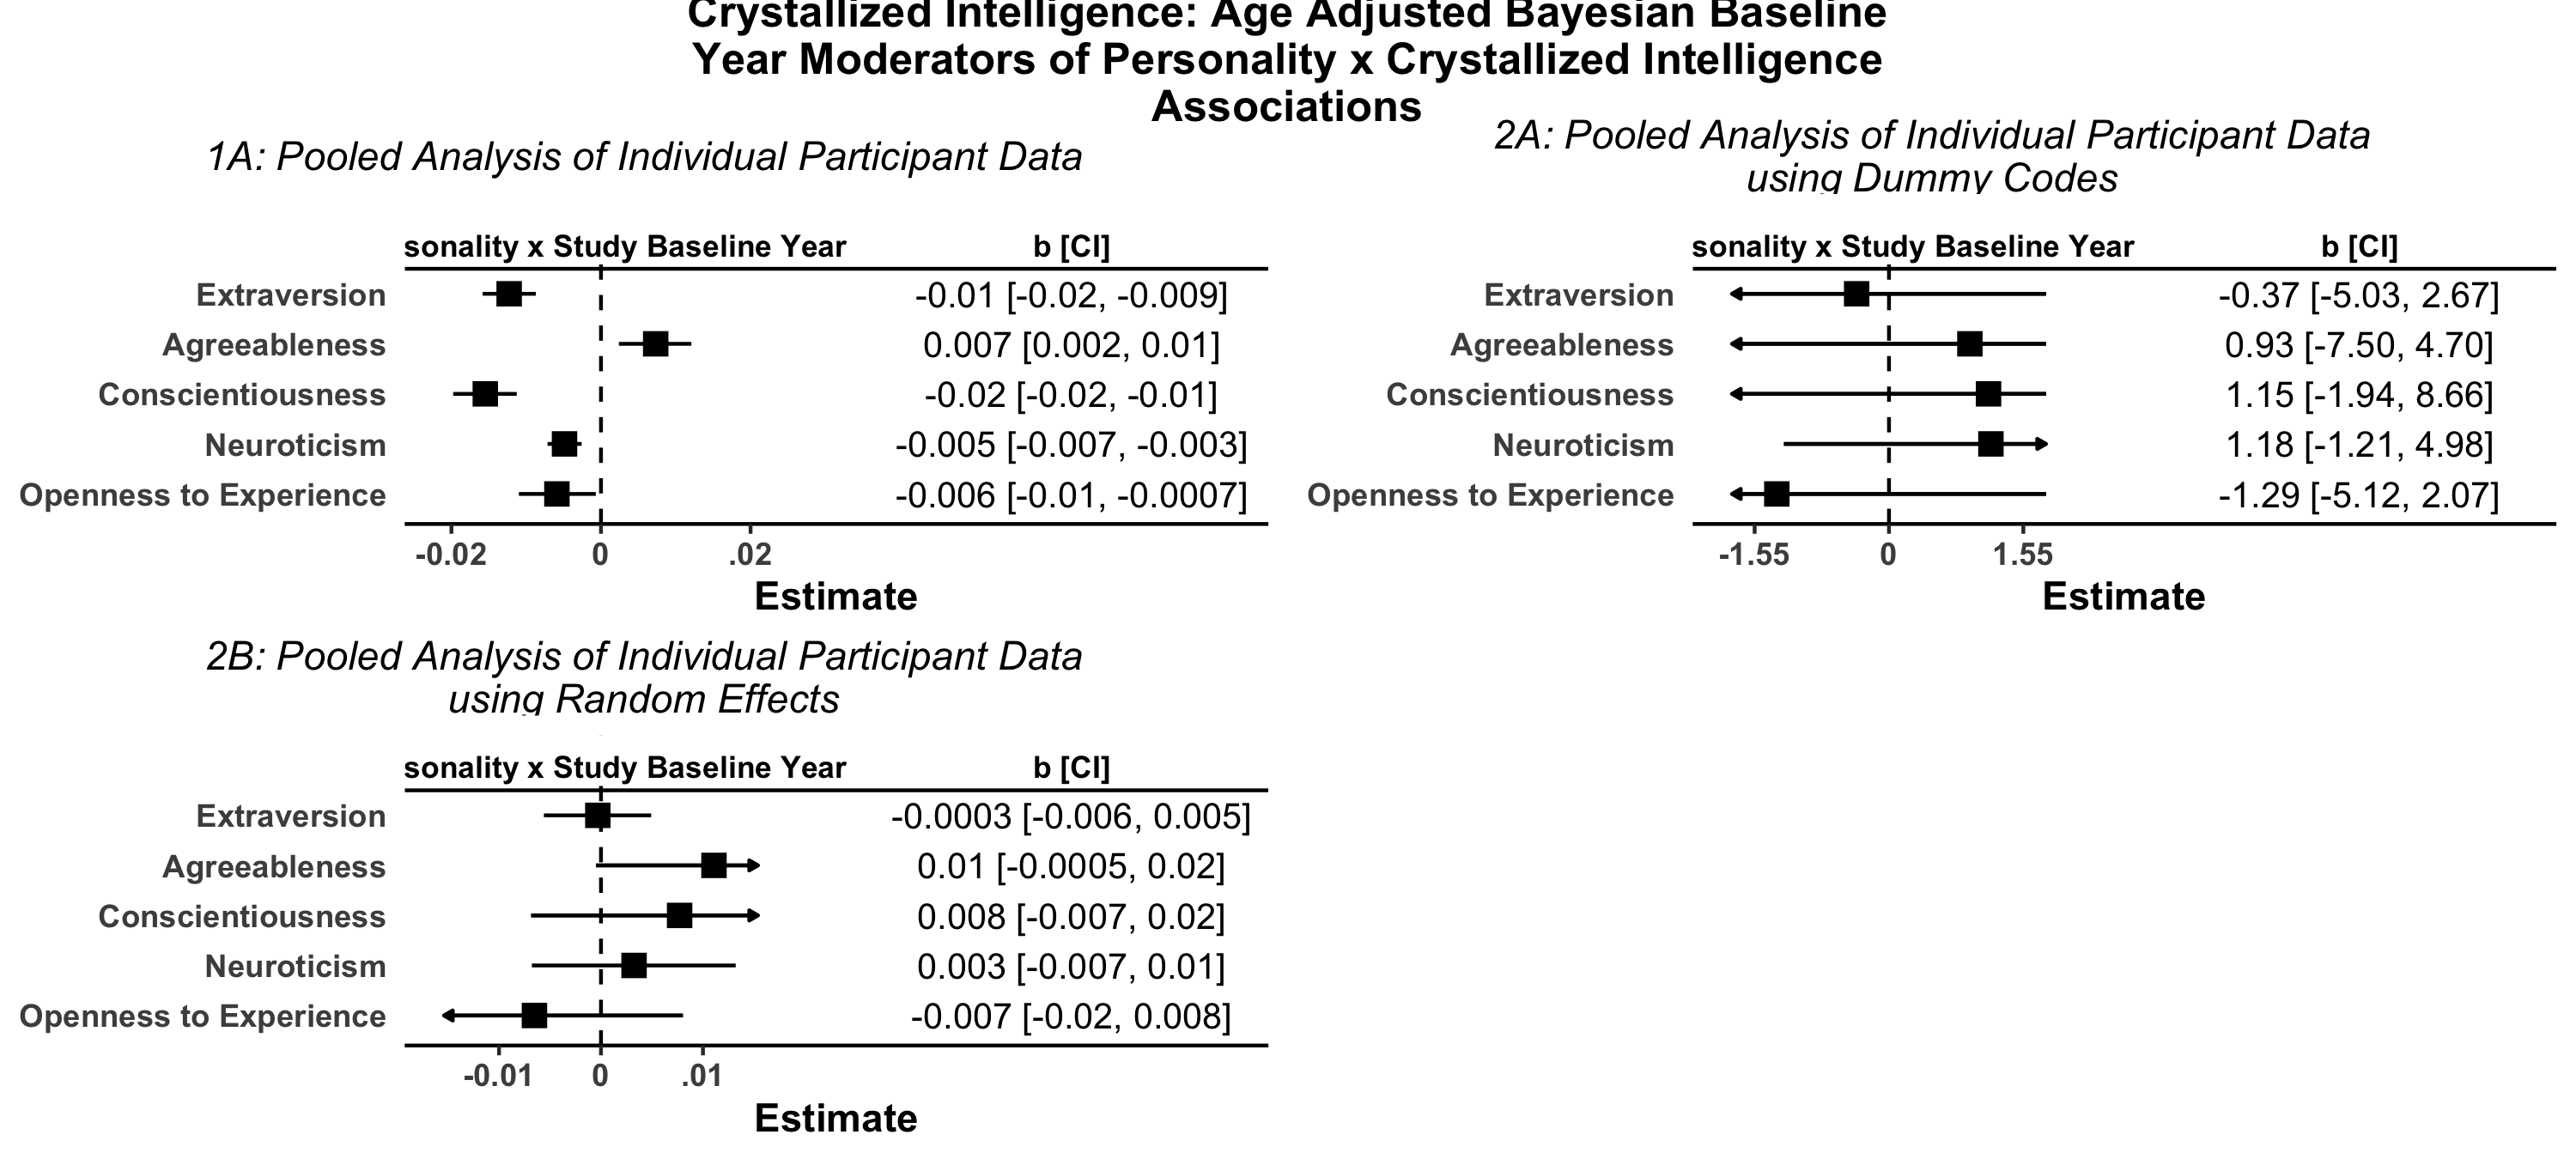 Crystallized Intelligence: Age Adjusted Bayesian Baseline
Year Moderators of Personality x Crystallized Intelligence
Associations
1A: Pooled Analysis of Individual Participant Data
sonality x Study Baseline Year b [CI]
Extraversion -0.01 [-0.02, -0.009]
Agreeableness 0.007 [0.002, 0.01]
Conscientiousness -0.02 [-0.02, -0.01]
Neuroticism -0.005 [-0.007, -0.003]
Openness to Experience -0.006 [-0.01, -0.0007]
-0.02 0 .02
Estimate
2A: Pooled Analysis of Individual Participant Data
using Dummy Codes
sonality x Study Baseline Year b [CI]
Extraversion -0.37 [-5.03, 2.67]
Agreeableness 0.93 [-7.50, 4.70]
Conscientiousness 1.15 [-1.94, 8.66]
Neuroticism 1.18 [-1.21, 4.98]
Openness to Experience -1.29 [-5.12, 2.07]
-1.55 0 1.55
Estimate
2B: Pooled Analysis of Individual Participant Data
using Random Effects
sonality x Study Baseline Year b [CI]
Extraversion -0.0003 [-0.006, 0.005]
Agreeableness 0.01 [-0.0005, 0.02]
Conscientiousness 0.008 [-0.007, 0.02]
Neuroticism 0.003 [-0.007, 0.01]
Openness to Experience -0.007 [-0.02, 0.008]
-0.01 0 .01
Estimate